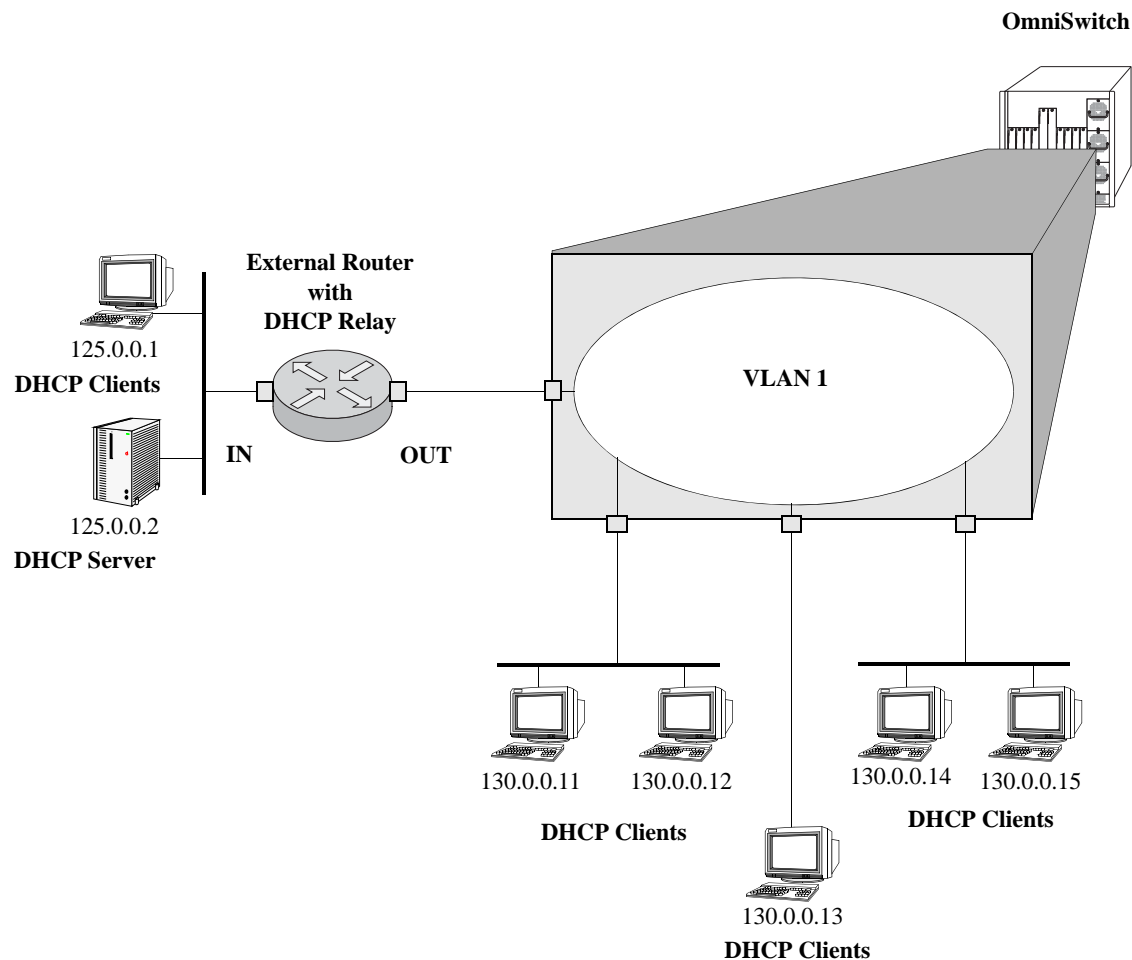 OmniSwitch
External Router
with
DHCP Relay
125.0.0.1
DHCP Clients
VLAN 1
IN
OUT
125.0.0.2
DHCP Server
130.0.0.11
130.0.0.12
DHCP Clients
130.0.0.14
130.0.0.15
DHCP Clients
130.0.0.13
DHCP Clients